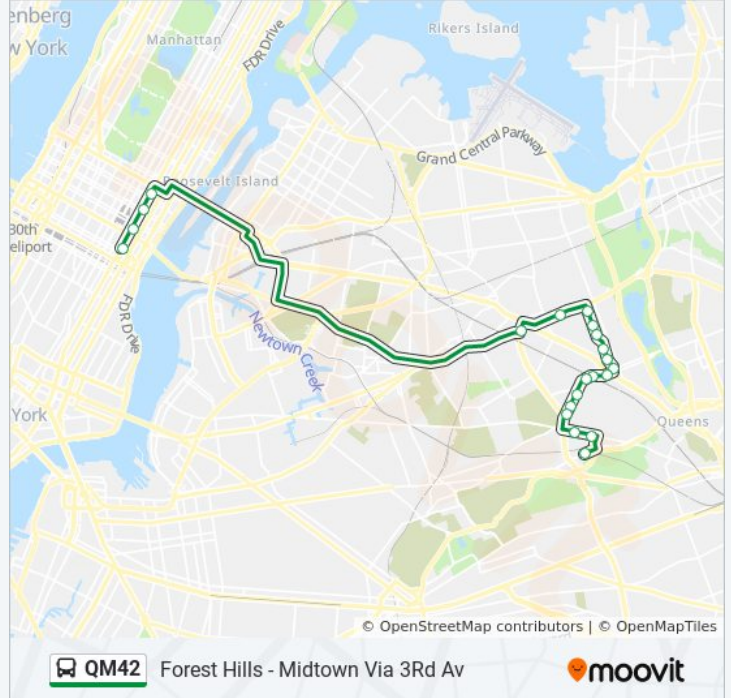 enberg
w York
Manhattan
FDR Drive
Rikers Island
Grand Central Parkway
Roosevelt Island
30th
eliport
FDR Drive
Newtown Creek
York
Queens
© OpenStreetMap contributors | © OpenMapTiles
QM42 Forest Hills - Midtown Via 3Rd Av moovit